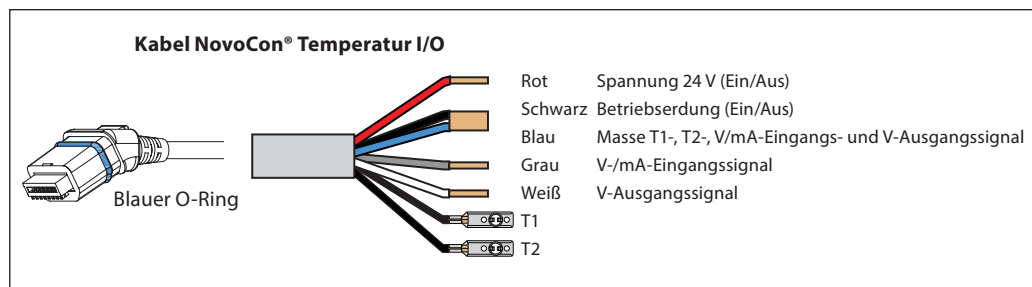 Kabel NovoCon® Temperatur I/O
Rot Spannung 24 V (Ein/Aus)
Schwarz Betriebserdung (Ein/Aus)
Blau Masse T1-, T2-, V/mA-Eingangs- und V-Ausgangssignal
Grau V-/mA-Eingangssignal
Weiß V-Ausgangssignal
Blauer O-Ring
T1
T2